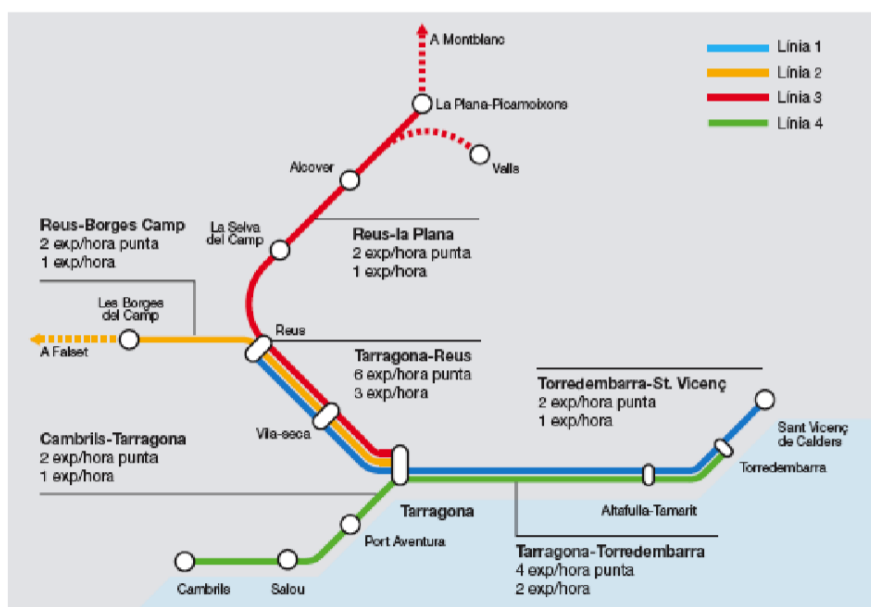 A Montblanc
Línia 1
Línia 2
Línia 3
Línia 4
La Plana-Picamoixons
Valls
Alcover
La Selva
del Camp
Reus-Borges Camp
2 exp/hora punta
1 exp/hora
Reus-la Plana
2 exp/hora punta
1 exp/hora
Les Borges
del Camp
A Falset
Reus
Tarragona-Reus
6 exp/hora punta
3 exp/hora
Torredembarra-St. Vicenç
2 exp/hora punta
1 exp/hora
Vila-seca
Cambrils-Tarragona
2 exp/hora punta
1 exp/hora
Sant Vicenç
de Calders
Torredembarra
Altafulla-Tamarit
Tarragona
Port Aventura
Cambrils
Salou
Tarragona-Torredembarra
4 exp/hora punta
2 exp/hora